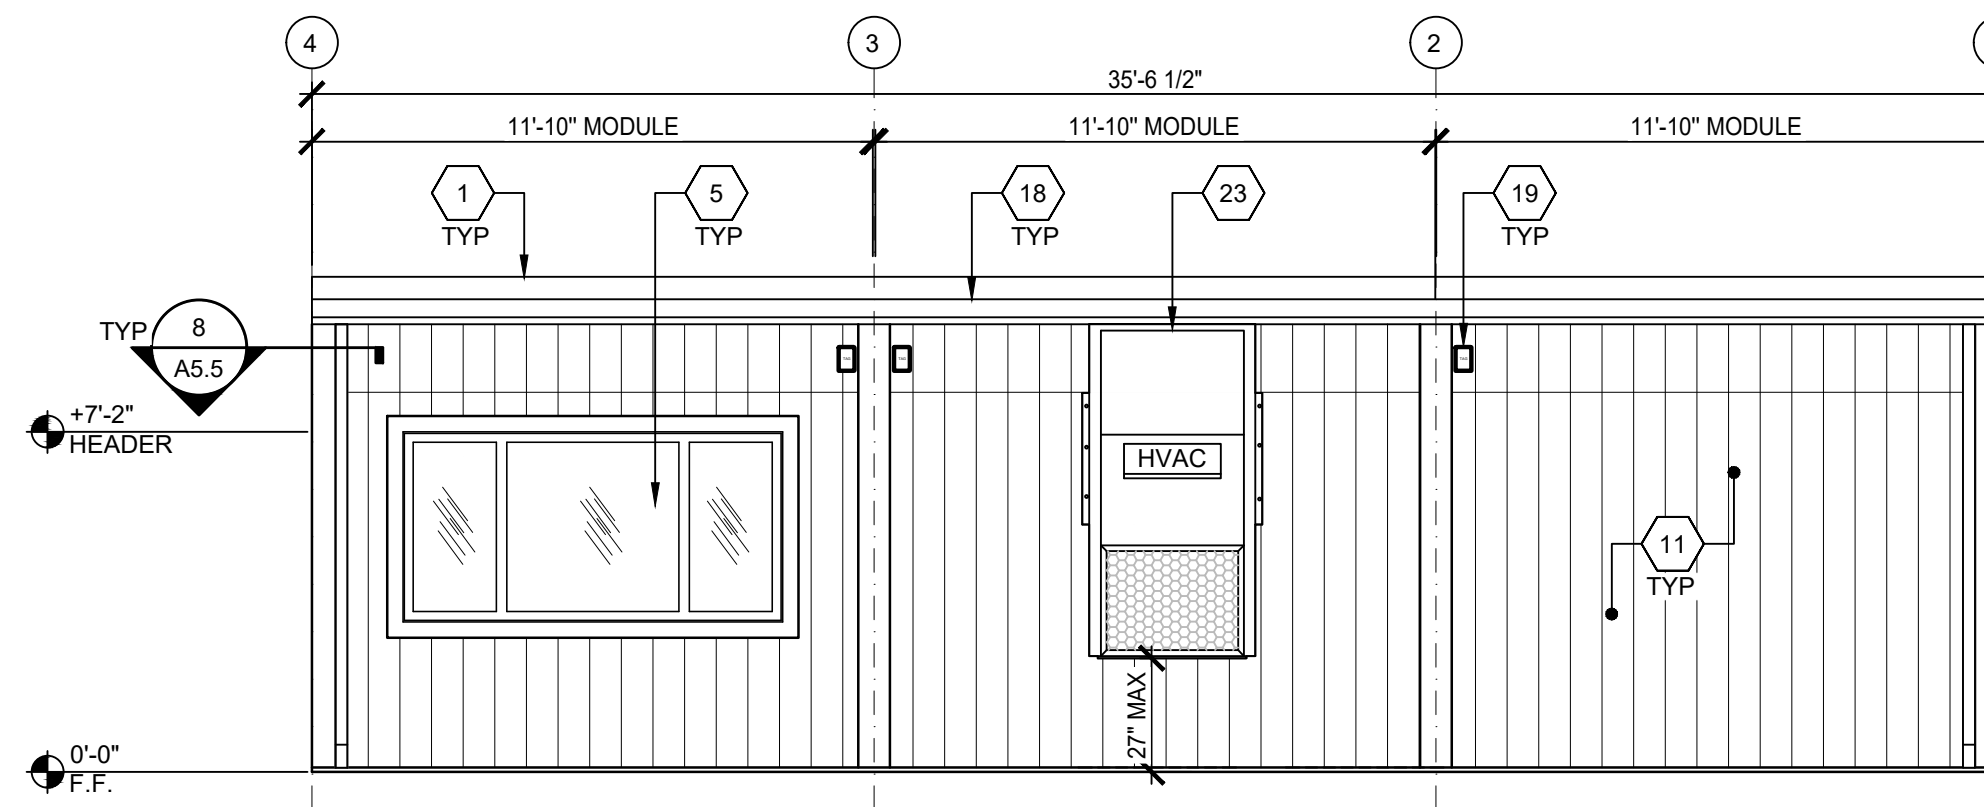 4
3
2
35'-6 1/2"
11'-10" MODULE
11'-10" MODULE
11'-10" MODULE
1
TYP
5
TYP
18
TYP
23
19
TYP
TYP
8
A5.5
+7'-2"
HEADER
HVAC
11
TYP
27" MAX
0'-0"
F.F.